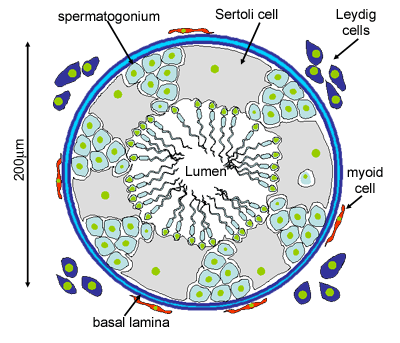 spermatogonium
Sertoli cell
Leydig
cells
200μm
Lumen
myoid
cell
basal lamina